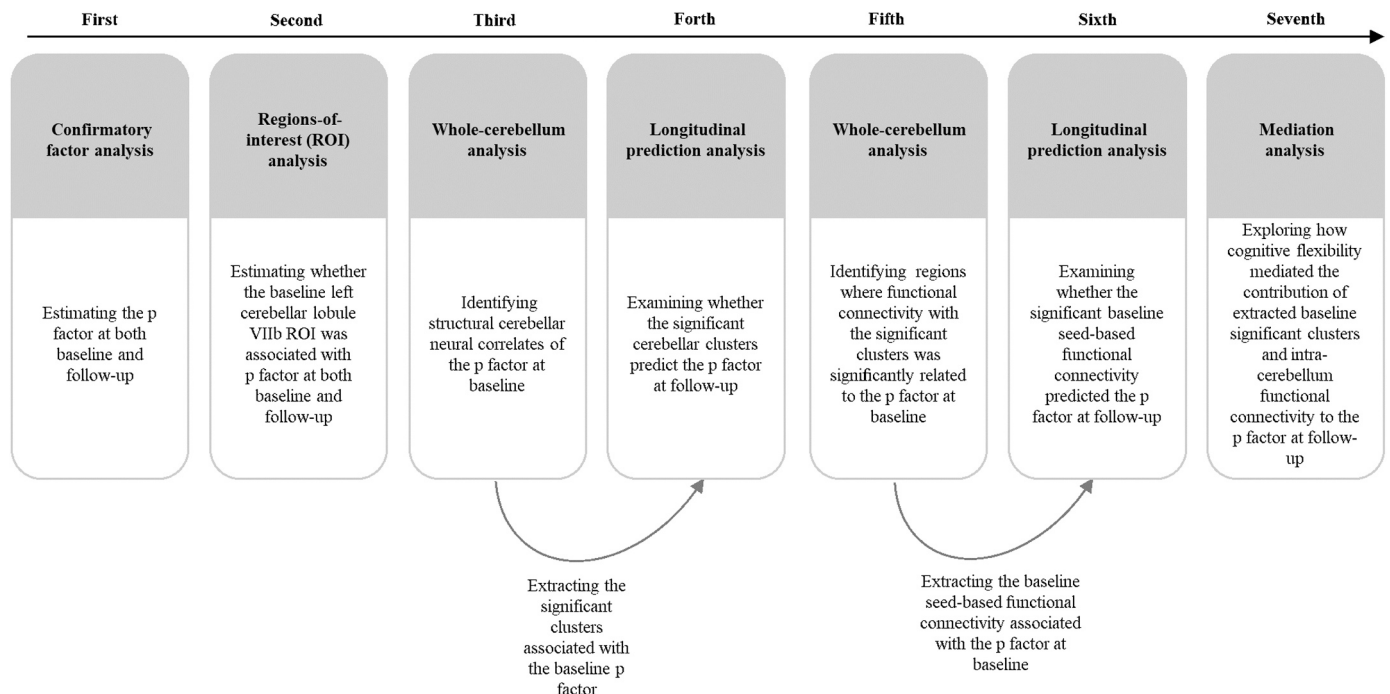 First
Second
Third
Forth
Fifth
Sixth
Seventh
Confirmatory
factor analysis
Regions-of-
interest (ROI)
analysis
Whole-cerebellum
analysis
Longitudinal
prediction analysis
Whole-cerebellum
analysis
Longitudinal
prediction analysis
Mediation
analysis
Estimating the p
factor at both
baseline and
follow-up
Estimating whether
the baseline left
cerebellar lobule
VIIb ROI was
associated with
p factor at both
baseline and
follow-up
Identifying
structural cerebellar
neural correlates of
the p factor at
baseline
Examining whether
the significant
cerebellar clusters
predict the p factor
at follow-up
Identifying regions
where functional
connectivity with
the significant
clusters was
significantly related
to the p factor at
baseline
Examining
whether the
significant baseline
seed-based
functional
connectivity
predicted the p
factor at follow-up
Exploring how
cognitive flexibility
mediated the
contribution of
extracted baseline
significant clusters
and intra-
cerebellum
functional
connectivity to the
p factor at follow-
up
Extracting the
significant
clusters
associated with
the baseline p
factor
Extracting the baseline
seed-based functional
connectivity associated
with the p factor at
baseline